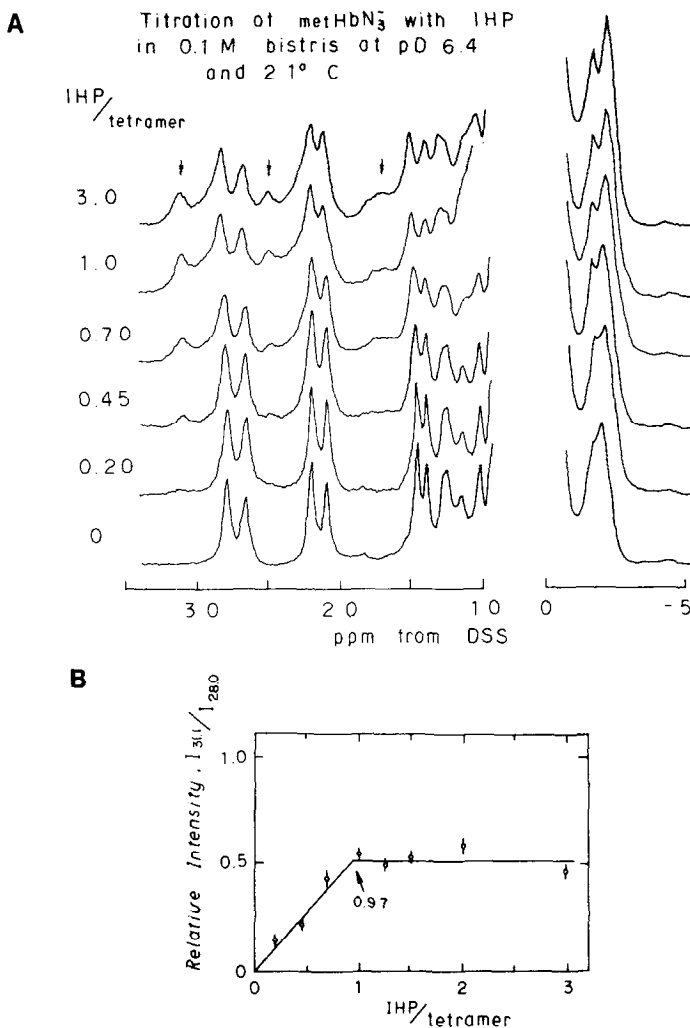 A
Titration of metHbN₃⁻ with IHP
in 0.1 M bistris at pD 6.4
and 21° C
IHP/tetramer
3.0
1.0
0.70
0.45
0.20
0
30 20 10 0 -5
ppm from DSS
B
Relative Intensity, I₃₁.₁/I₂₈.₀
1.0
0.5
0
0.97
0 1 2 3
IHP/tetramer